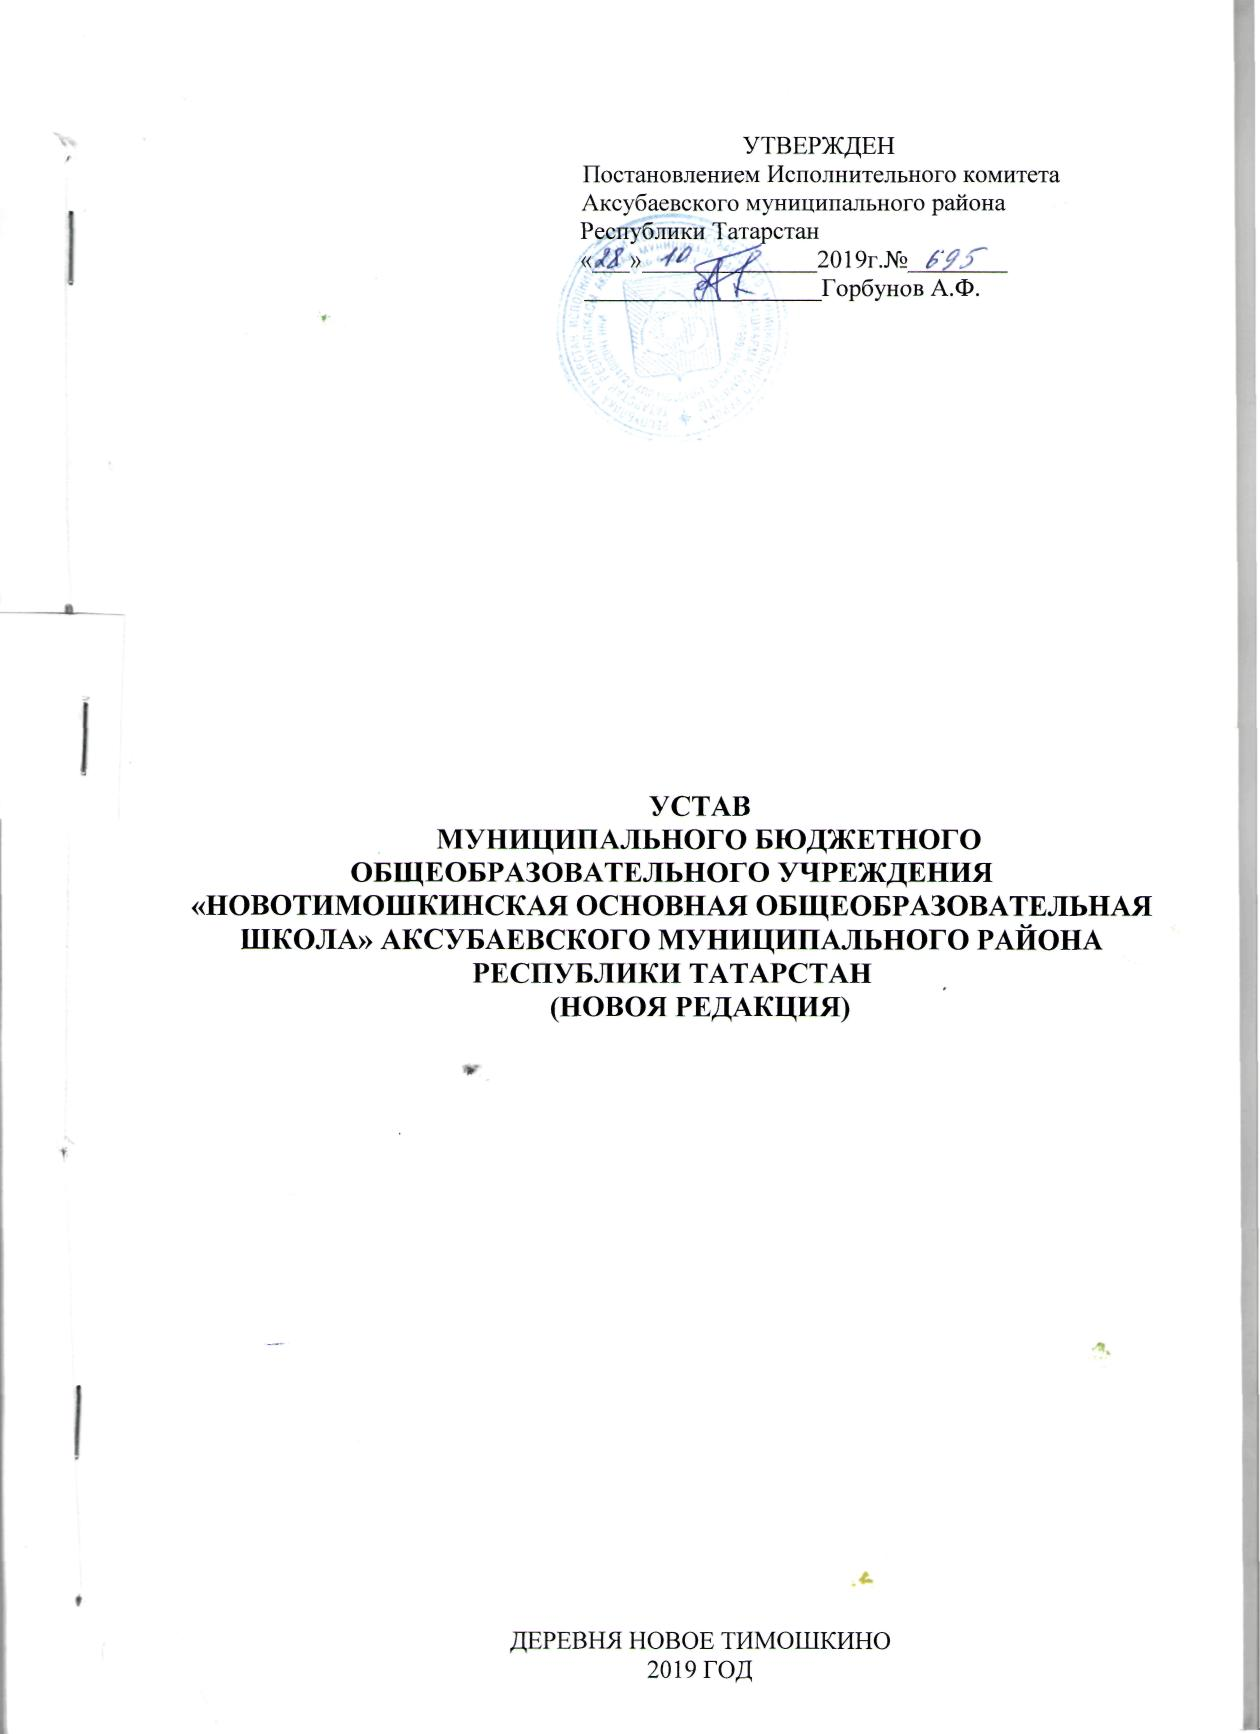 УТВЕРЖДЕН
Постановлением Исполнительного комитета
Аксубаевского муниципального района
Республики Татарстан
«28» 10 2019г.№ 695
Горбунов А.Ф.
УСТАВ
МУНИЦИПАЛЬНОГО БЮДЖЕТНОГО
ОБЩЕОБРАЗОВАТЕЛЬНОГО УЧРЕЖДЕНИЯ
«НОВОТИМОШКИНСКАЯ ОСНОВНАЯ ОБЩЕОБРАЗОВАТЕЛЬНАЯ
ШКОЛА» АКСУБАЕВСКОГО МУНИЦИПАЛЬНОГО РАЙОНА
РЕСПУБЛИКИ ТАТАРСТАН
(НОВОЯ РЕДАКЦИЯ)
ДЕРЕВНЯ НОВОЕ ТИМОШКИНО
2019 ГОД